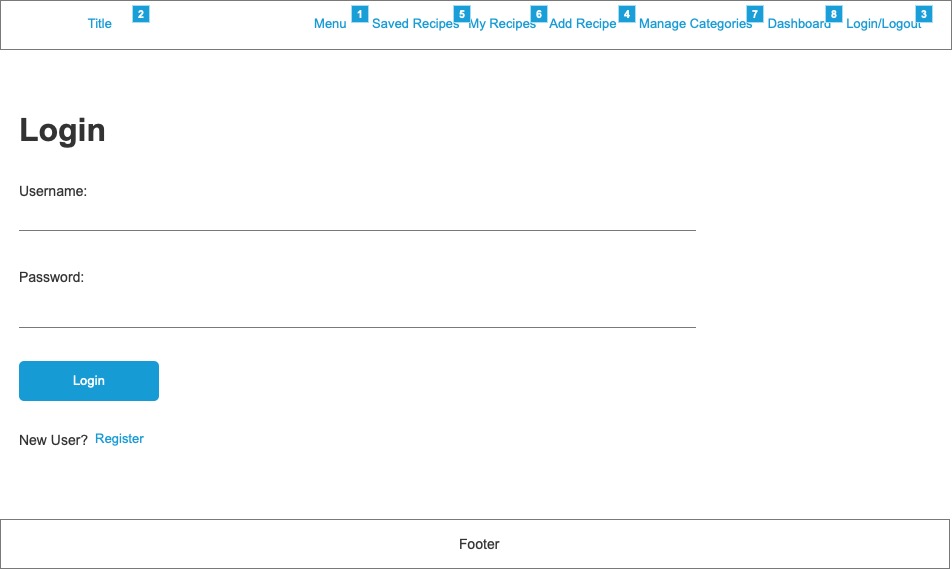 Title 2 Menu 1 Saved Recipes 5 My Recipes 6 Add Recipe 4 Manage Categories 7 Dashboard 8 Login/Logout 3
Login
Username:
Password:
Login
New User? Register
Footer